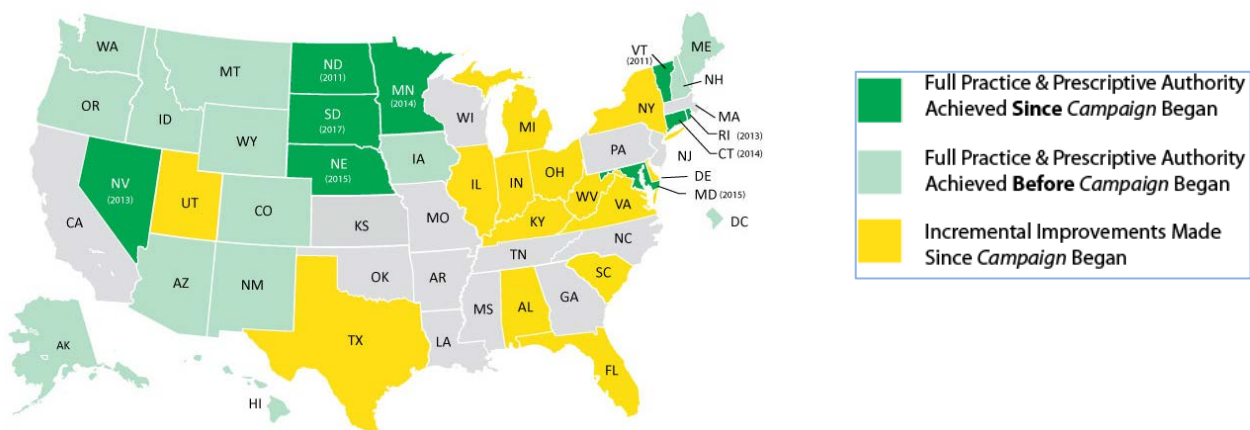 WA
MT
ND
(2011)
MN
(2014)
VT
(2011)
ME
NH
OR
ID
WY
SD
(2017)
WI
MI
NY
MA
RI (2013)
CT (2014)
NV
(2013)
UT
CO
NE
(2015)
IA
IL
IN
OH
PA
NJ
DE
MD (2015)
DC
CA
KS
MO
KY
WV
VA
AZ
NM
OK
AR
TN
NC
SC
TX
LA
MS
AL
GA
FL
AK
HI
Full Practice & Prescriptive Authority
Achieved Since Campaign Began
Full Practice & Prescriptive Authority
Achieved Before Campaign Began
Incremental Improvements Made
Since Campaign Began